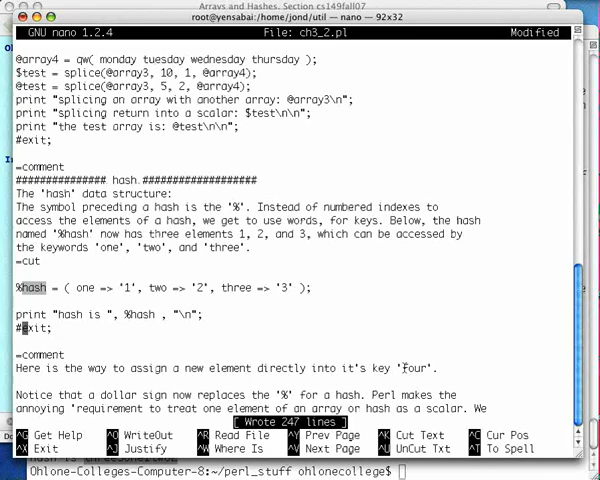 Arrays and Hashes, Section cs149fall07
root@yensabai:/home/jond/util — nano — 92x32
GNU nano 1.2.4 File: ch3_2.pl Modified
@array4 = qw( monday tuesday wednesday thursday );
$test = splice(@array3, 10, 1, @array4);
@test = splice(@array3, 5, 2, @array4);
print "splicing an array with another array: @array3\n";
print "splicing return into a scalar: $test\n\n";
print "the test array is: @test\n\n";
#exit;
=comment
############### hash ###################
The 'hash' data structure:
The symbol preceding a hash is the '%'. Instead of numbered indexes to
access the elements of a hash, we get to use words, for keys. Below, the hash
named '%hash' now has three elements 1, 2, and 3, which can be accessed by
the keywords 'one', 'two', and 'three'.
=cut
%hash = ( one => '1', two => '2', three => '3' );
print "hash is ", %hash , "\n";
#exit;
=comment
Here is the way to assign a new element directly into it's key 'four'.
Notice that a dollar sign now replaces the '%' for a hash. Perl makes the
annoying 'requirement to treat one element of an array or hash as a scalar. We
[ Wrote 247 lines ]
^G Get Help ^O WriteOut ^R Read File ^Y Prev Page ^K Cut Text ^C Cur Pos
^X Exit ^J Justify ^W Where Is ^V Next Page ^U UnCut Txt ^T To Spell
Ohlone-Colleges-Computer-8:~/perl_stuff ohlonecollege$